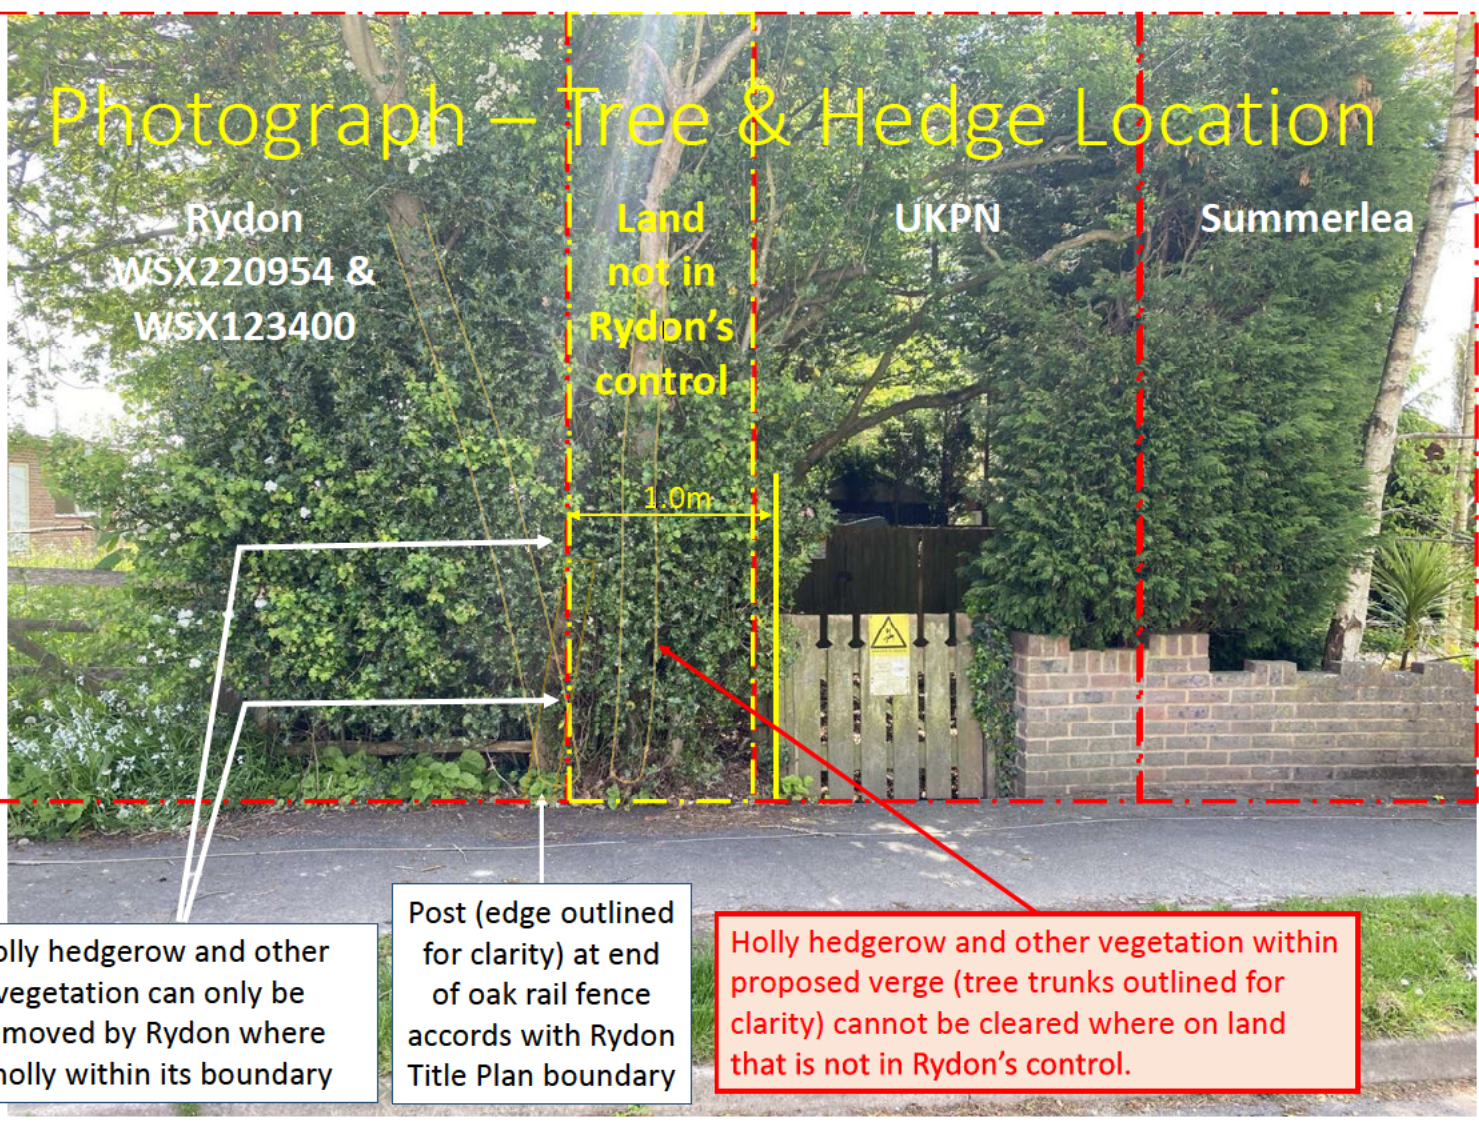 Photograph – Tree & Hedge Location
Rydon
WSX220954 &
WSX123400
Land
not in
Rydon's
control
UKPN
Summerlea
1.0m
olly hedgerow and other
vegetation can only be
moved by Rydon where
holly within its boundary
Post (edge outlined
for clarity) at end
of oak rail fence
accords with Rydon
Title Plan boundary
Holly hedgerow and other vegetation within
proposed verge (tree trunks outlined for
clarity) cannot be cleared where on land
that is not in Rydon's control.